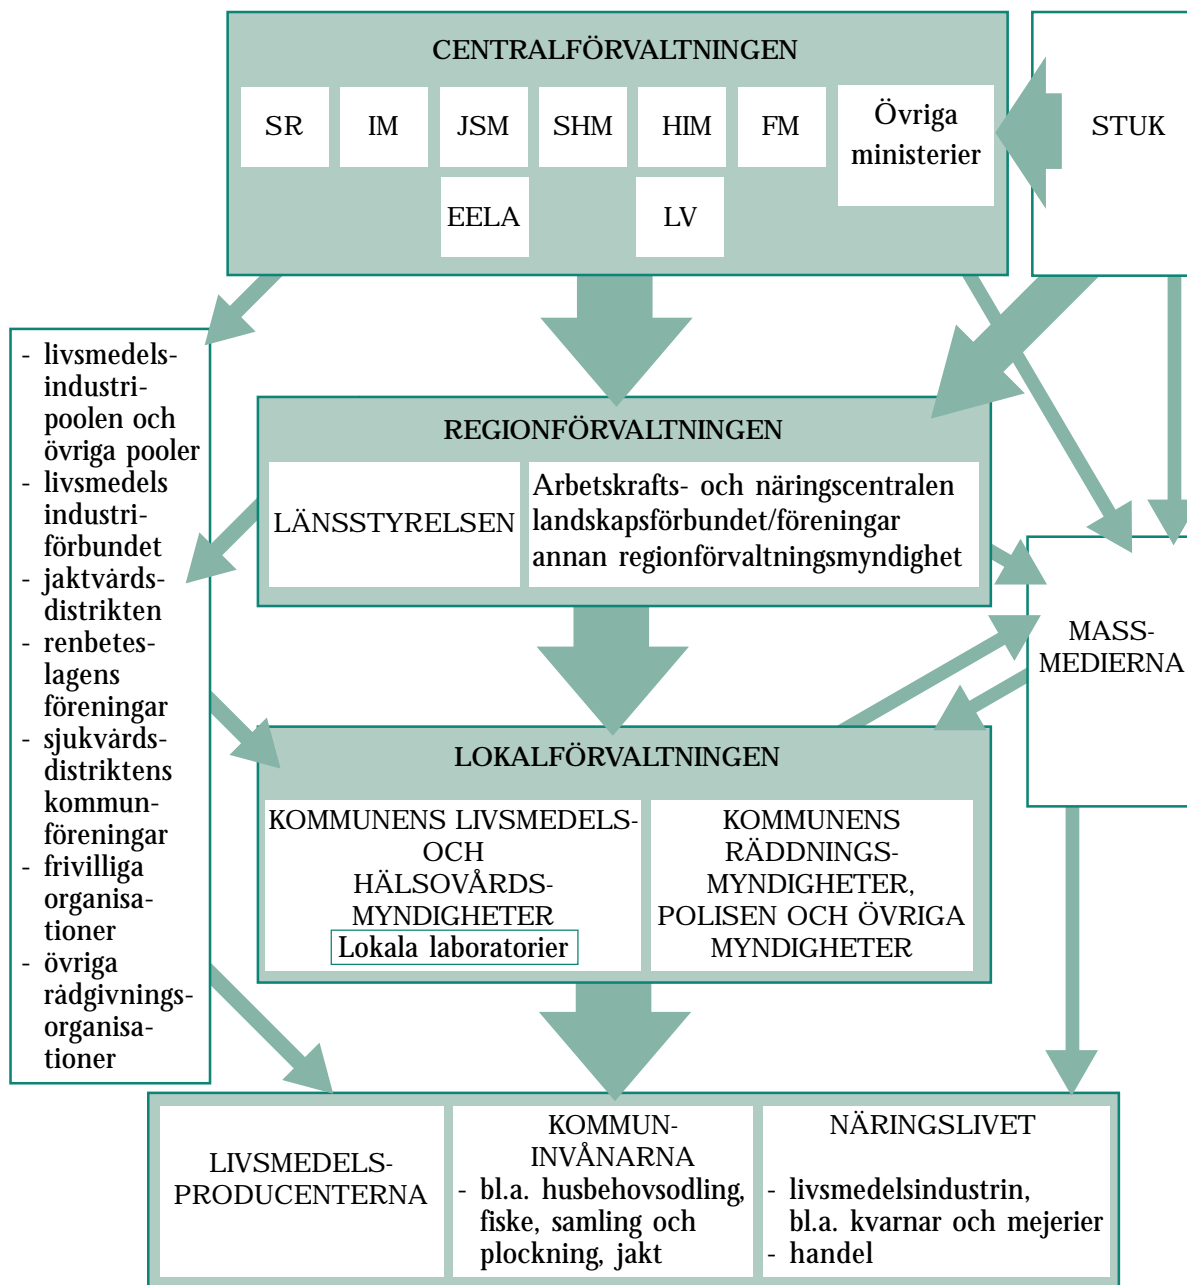 CENTRALFÖRVALTNINGEN
SR
IM
JSM
SHM
HIM
FM
Övriga
ministerier
EELA
LV
STUK
- livsmedels-
industri-
poolen och
övriga pooler
- livsmedels
industri-
förbundet
- jaktvårds-
distrikten
- renbetes-
lagens
föreningar
- sjukvårds-
distriktens
kommun-
föreningar
- frivilliga
organisa-
tioner
- övriga
rådgivnings-
organisa-
tioner
REGIONFÖRVALTNINGEN
LÄNSSTYRELSEN
Arbetskrafts- och näringscentralen
landskapsförbundet/föreningar
annan regionförvaltningsmyndighet
MASS-
MEDIERNA
LOKALFÖRVALTNINGEN
KOMMUNENS LIVSMEDELS-
OCH
HÄLSOVÅRDS-
MYNDIGHETER
Lokala laboratorier
KOMMUNENS
RÄDDNINGS-
MYNDIGHETER,
POLISEN OCH ÖVRIGA
MYNDIGHETER
LIVSMEDELS-
PRODUCENTERNA
KOMMUN-
INVÅNARNA
- bl.a. husbehovsodling,
fiske, samling och
plockning, jakt
NÄRINGSLIVET
- livsmedelsindustrin,
bl.a. kvarnar och mejerier
- handel